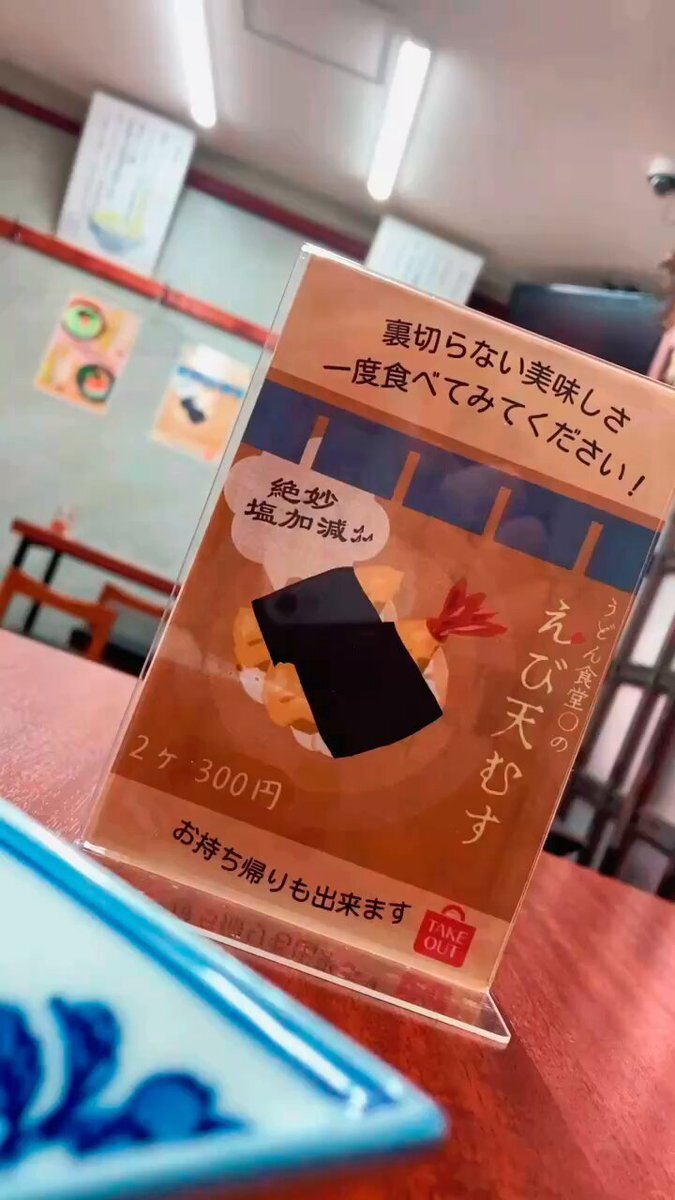 裏切らない美味しさ
一度食べてみてください！
絶妙
塩加減
うどん食堂〇の
えび天むす
2ヶ 300円
お持ち帰りも出来ます
TAKE
OUT